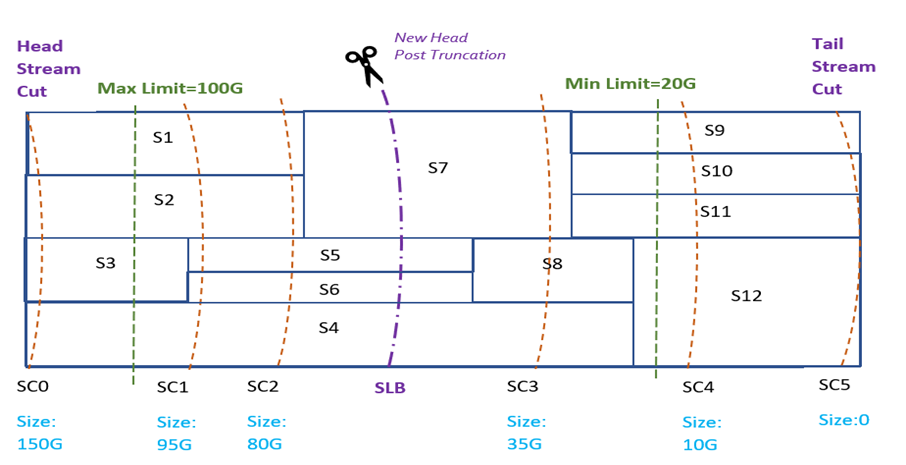 Head
Stream
Cut
New Head
Post Truncation
Tail
Stream
Cut
Max Limit=100G
Min Limit=20G
S1
S2
S3
S4
S5
S6
S7
S8
S9
S10
S11
S12
SC0
SC1
SC2
SLB
SC3
SC4
SC5
Size:
150G
Size:
95G
Size:
80G
Size:
35G
Size:
10G
Size:0